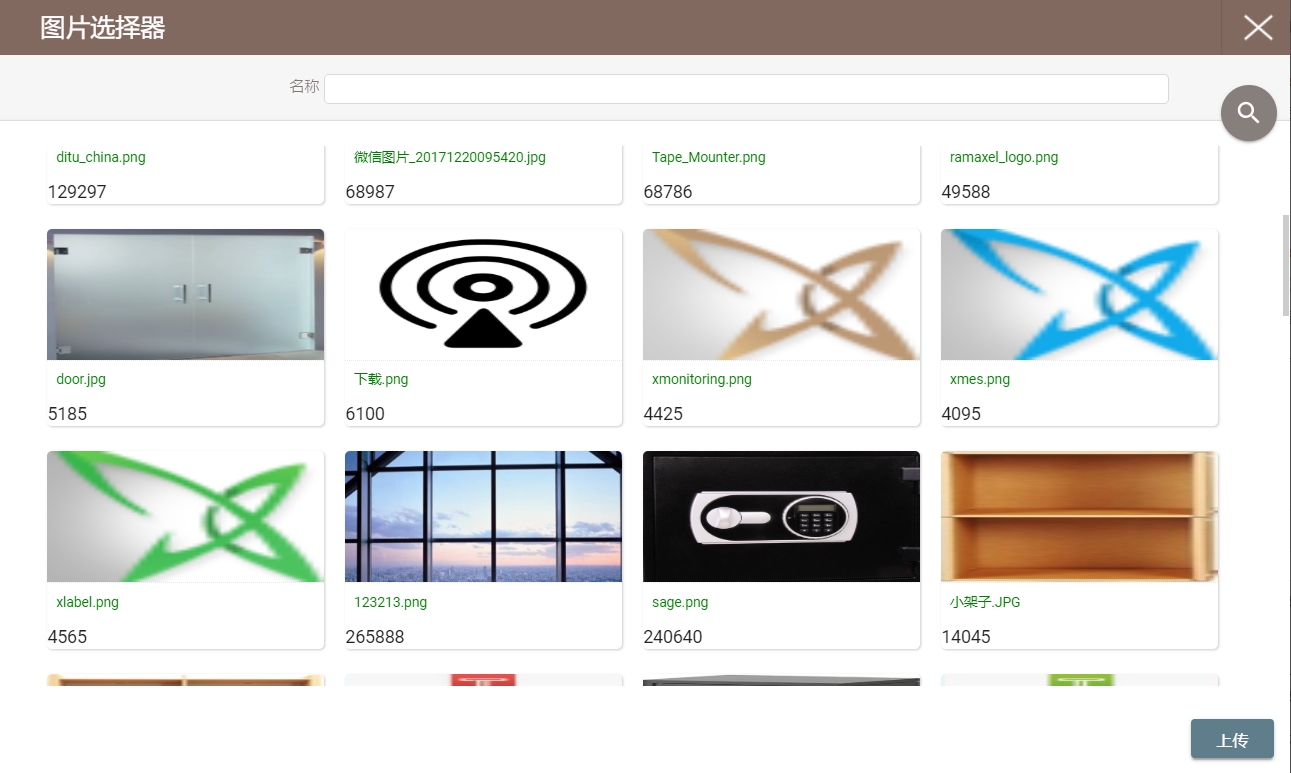 图片选择器
名称
ditu_china.png
129297
微信图片_20171220095420.jpg
68987
Tape_Mounter.png
68786
ramaxel_logo.png
49588
door.jpg
5185
下载.png
6100
xmonitoring.png
4425
xmes.png
4095
xlabel.png
4565
123213.png
265888
sage.png
240640
小架子.JPG
14045
上传